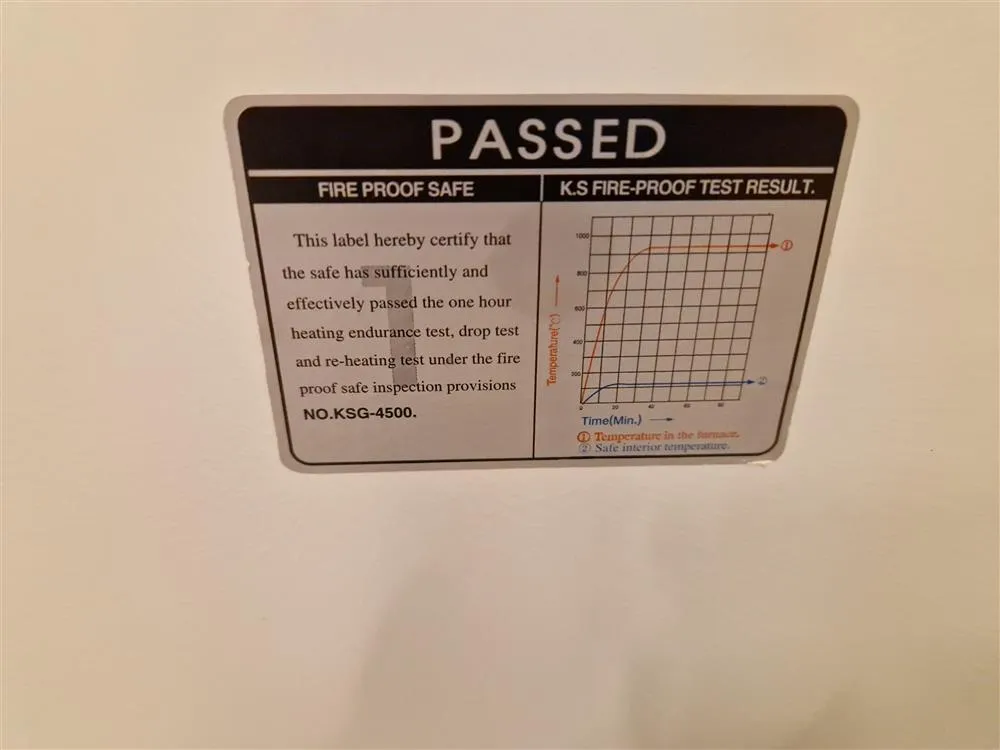 PASSED
FIRE PROOF SAFE
This label hereby certify that
the safe has sufficiently and
effectively passed the one hour
heating endurance test, drop test
and re-heating test under the fire
proof safe inspection provisions
NO.KSG-4500.
K.S FIRE-PROOF TEST RESULT.
1000
800
600
400
200
0 20 40 60 80
Temperature(°C)
①
②
Time(Min.)
① Temperature in the furnace.
② Safe interior temperature.